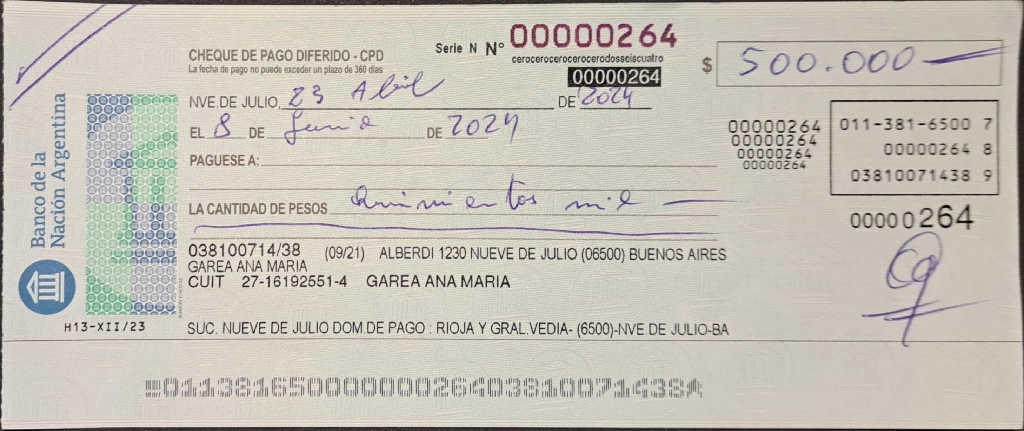 CHEQUE DE PAGO DIFERIDO - CPD
La fecha de pago no puede exceder un plazo de 360 días
Serie N Nº 00000264
cerocerocerocerocerodosseiscuatro
00000264
$ 500.000
NVE.DE JULIO, 23 Abril DE 2024
EL 8 DE Junio DE 2024
PAGUESE A:
LA CANTIDAD DE PESOS Quinientos mil
00000264
00000264
00000264
00000264
011-381-6500 7
00000264 8
03810071438 9
00000264
Banco de la
Nación Argentina
038100714/38 (09/21) ALBERDI 1230 NUEVE DE JULIO (06500) BUENOS AIRES
GAREA ANA MARIA
CUIT 27-16192551-4 GAREA ANA MARIA
H13-XII/23
SUC. NUEVE DE JULIO DOM.DE PAGO : RIOJA Y GRAL.VEDIA- (6500)-NVE DE JULIO-BA